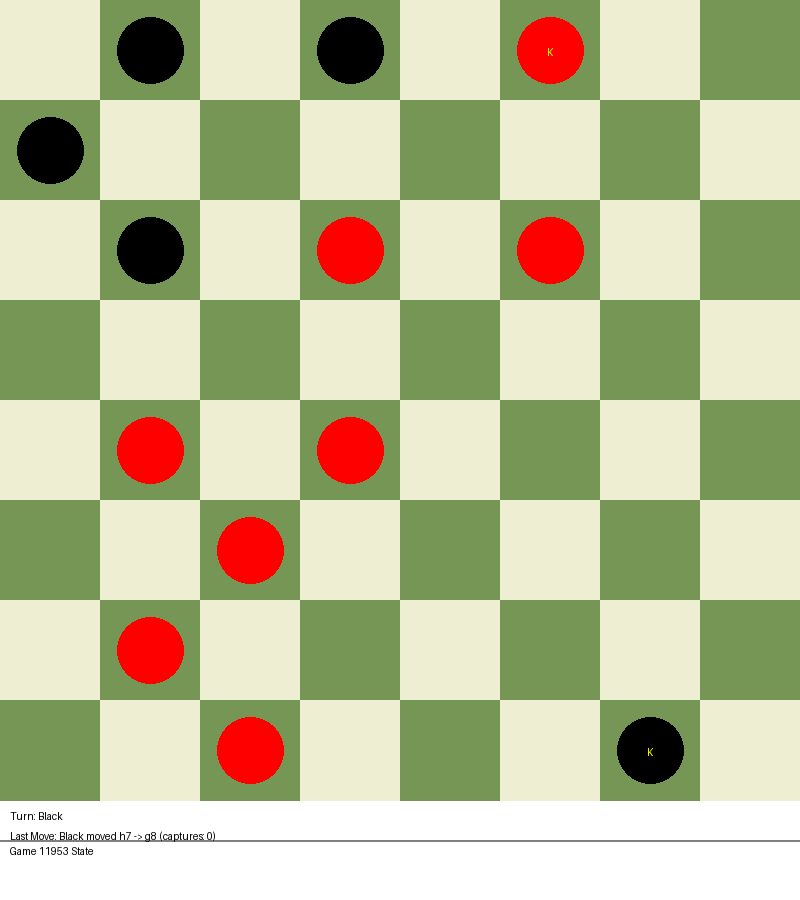 K
K
Turn: Black
Last Move: Black moved h7 -> g8 (captures: 0)
Game 11953 State